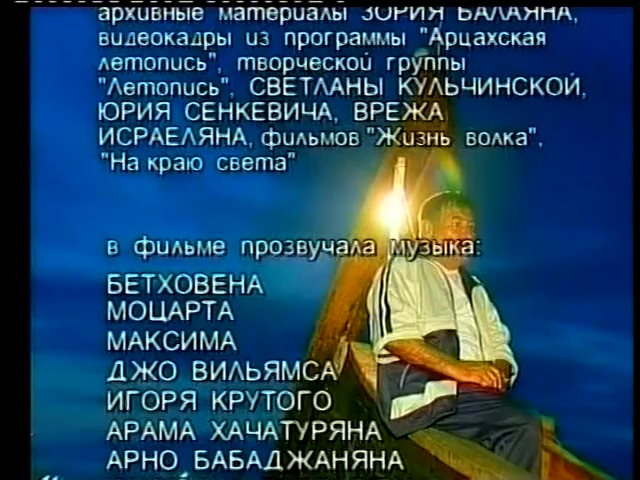 архивные материалы ЗОРИЯ БАЛАЯНА,
видеокадры из программы "Арцахская
летопись", творческой группы
"Летопись", СВЕТЛАНЫ КУЛЬЧИНСКОЙ,
ЮРИЯ СЕНКЕВИЧА, ВРЕЖА
ИСРАЕЛЯНА, фильмов "Жизнь волка",
"На краю света"
в фильме прозвучала музыка:
БЕТХОВЕНА
МОЦАРТА
МАКСИМА
ДЖО ВИЛЬЯМСА
ИГОРЯ КРУТОГО
АРАМА ХАЧАТУРЯНА
АРНО БАБАДЖАНЯНА